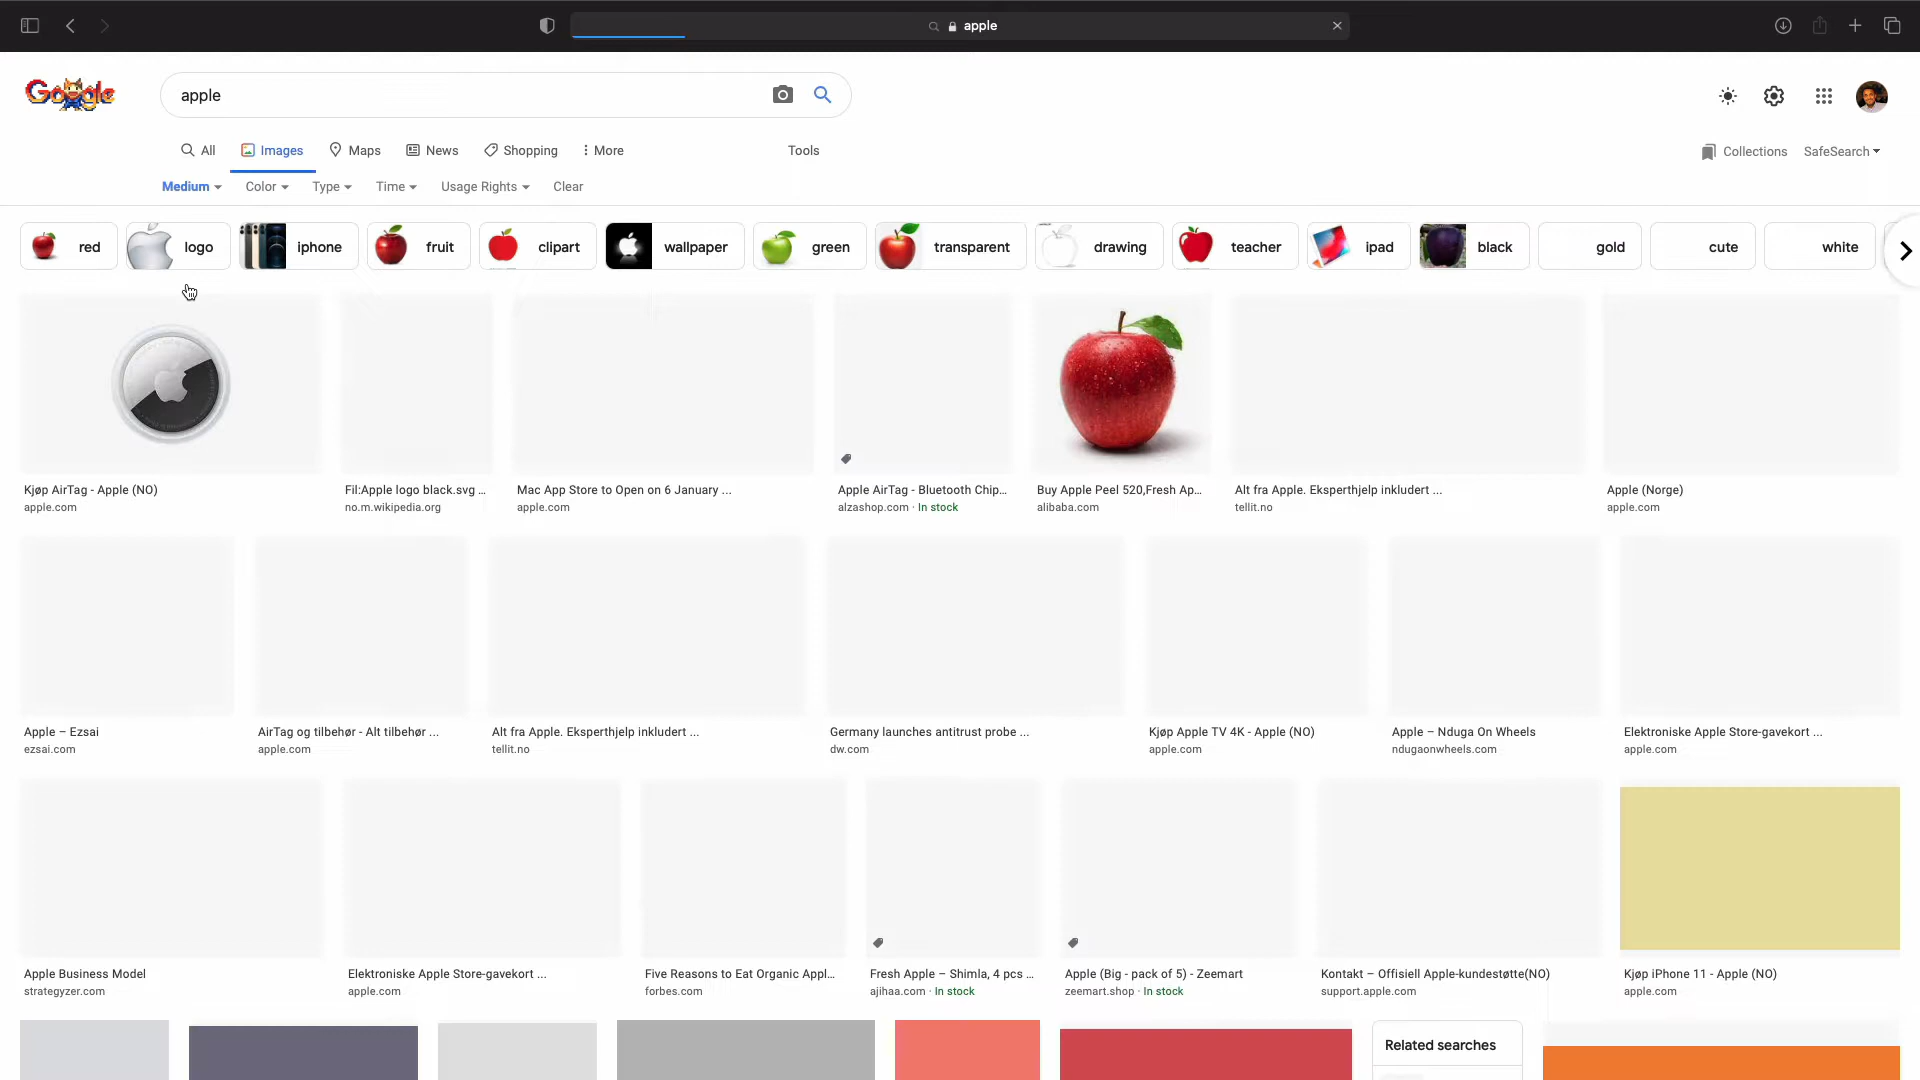 apple
Google
apple
All
Images
Maps
News
Shopping
More
Tools
Collections
SafeSearch
Medium
Color
Type
Time
Usage Rights
Clear
red
logo
iphone
fruit
clipart
wallpaper
green
transparent
drawing
teacher
ipad
black
gold
cute
white
Kjøp AirTag - Apple (NO)
apple.com
Fil:Apple logo black.svg ...
no.m.wikipedia.org
Mac App Store to Open on 6 January ...
apple.com
Apple AirTag - Bluetooth Chip...
alzashop.com · In stock
Buy Apple Peel 520,Fresh Ap...
alibaba.com
Alt fra Apple. Eksperthjelp inkludert ...
tellit.no
Apple (Norge)
apple.com
Apple – Ezsai
ezsai.com
AirTag og tilbehør - Alt tilbehør ...
apple.com
Alt fra Apple. Eksperthjelp inkludert ...
tellit.no
Germany launches antitrust probe ...
dw.com
Kjøp Apple TV 4K - Apple (NO)
apple.com
Apple – Nduga On Wheels
ndugaonwheels.com
Elektroniske Apple Store-gavekort ...
apple.com
Apple Business Model
strategyzer.com
Elektroniske Apple Store-gavekort ...
apple.com
Five Reasons to Eat Organic Appl...
forbes.com
Fresh Apple – Shimla, 4 pcs ...
ajihaa.com · In stock
Apple (Big - pack of 5) - Zeemart
zeemart.shop · In stock
Kontakt – Offisiell Apple-kundestøtte(NO)
support.apple.com
Kjøp iPhone 11 - Apple (NO)
apple.com
Related searches